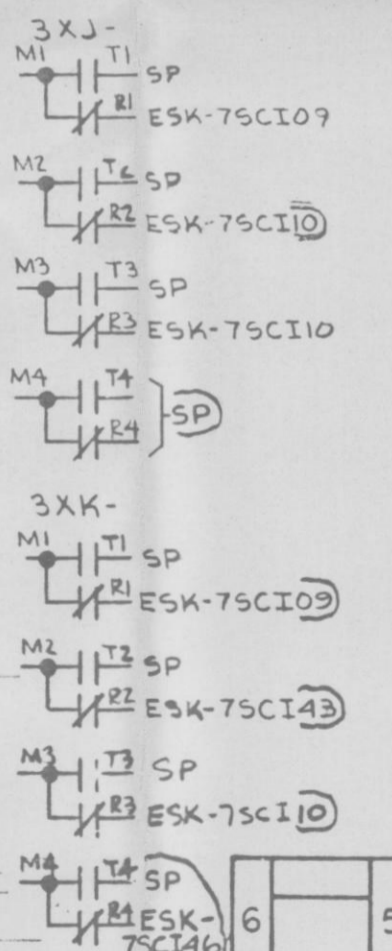 3XJ-
M1 T1 SP
R1 ESK-7SCI09
M2 T2 SP
R2 ESK-7SCI10
M3 T3 SP
R3 ESK-7SCI10
M4 T4
SP
R4
3XK-
M1 T1 SP
R1 ESK-7SCI09
M2 T2 SP
R2 ESK-7SCI43
M3 T3 SP
R3 ESK-7SCI10
M4 T4 SP
R4 ESK-
7SCI46
6 5